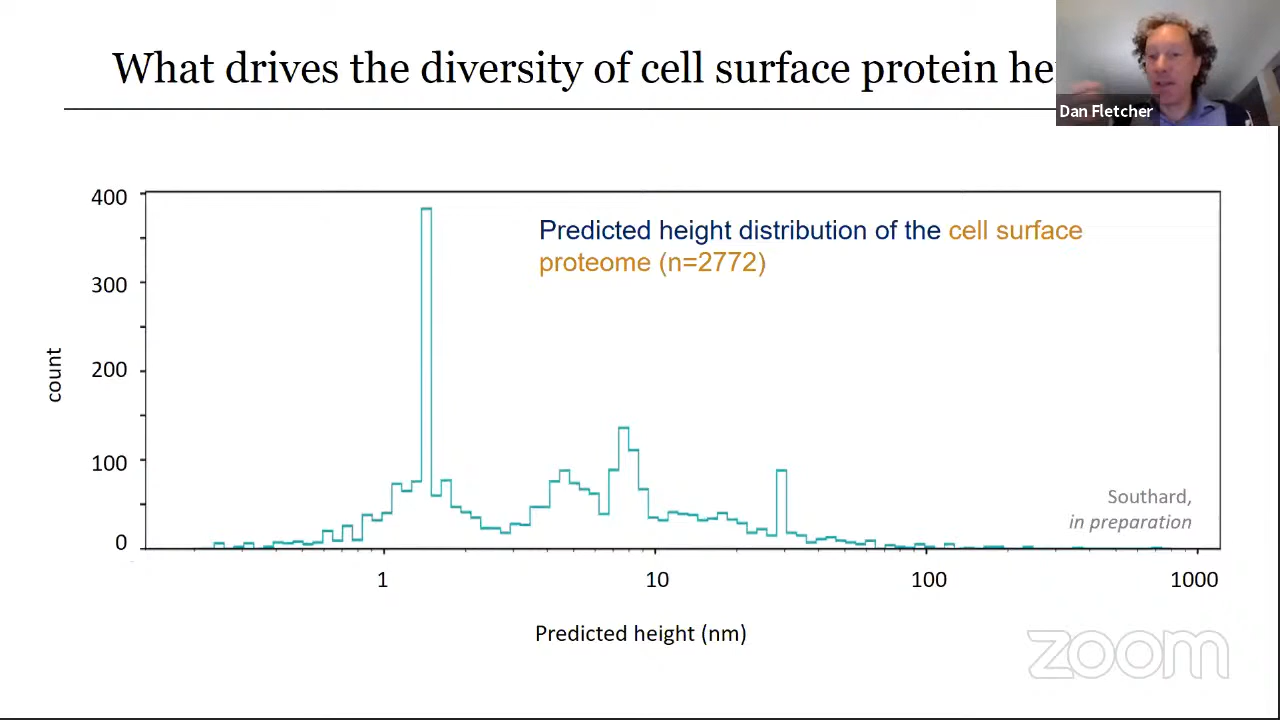 What drives the diversity of cell surface protein he
Dan Fletcher
400
300
200
100
0
count
Predicted height distribution of the cell surface
proteome (n=2772)
Southard,
in preparation
1
10
100
1000
Predicted height (nm)
zoom